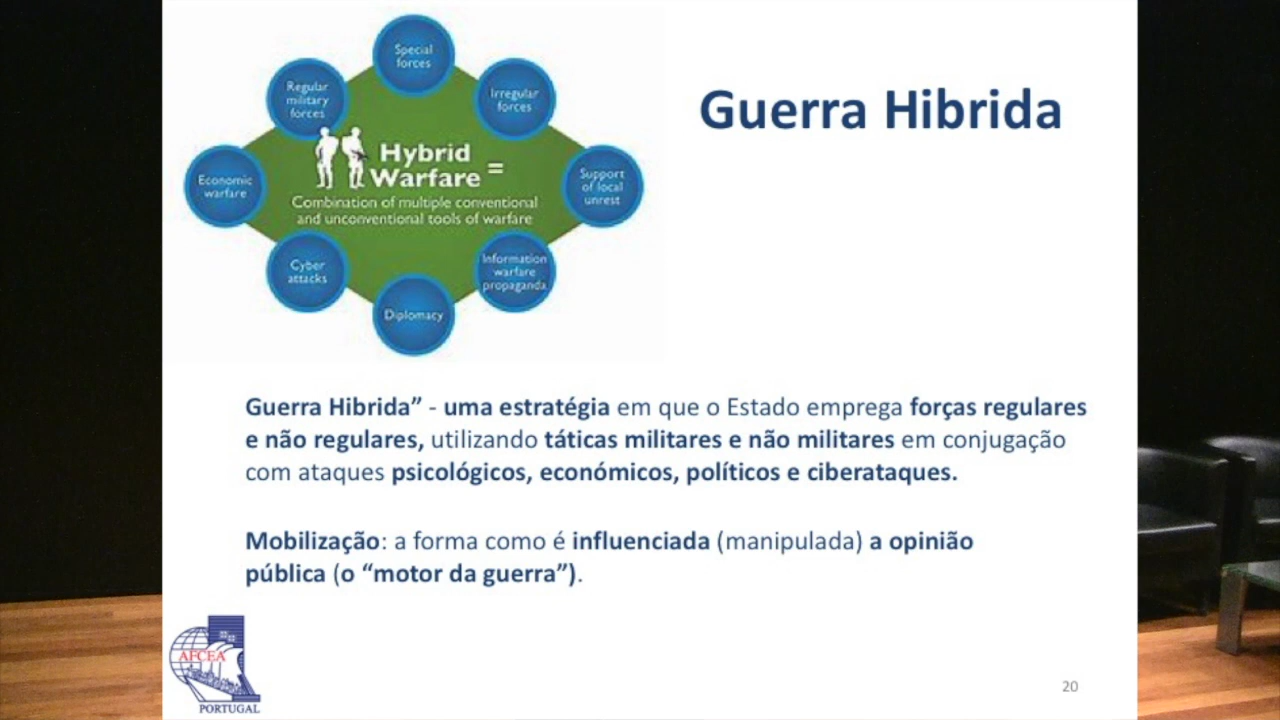 Guerra Hibrida
Special
forces
Regular
military
forces
Irregular
forces
Hybrid
Warfare =
Combination of multiple conventional
and unconventional tools of warfare
Economic
warfare
Support
of local
unrest
Cyber
attacks
Information
warfare
propaganda
Diplomacy
Guerra Hibrida” - uma estratégia em que o Estado emprega forças regulares
e não regulares, utilizando táticas militares e não militares em conjugação
com ataques psicológicos, económicos, políticos e ciberataques.
Mobilização: a forma como é influenciada (manipulada) a opinião
pública (o “motor da guerra”).
AFCEA
PORTUGAL
20